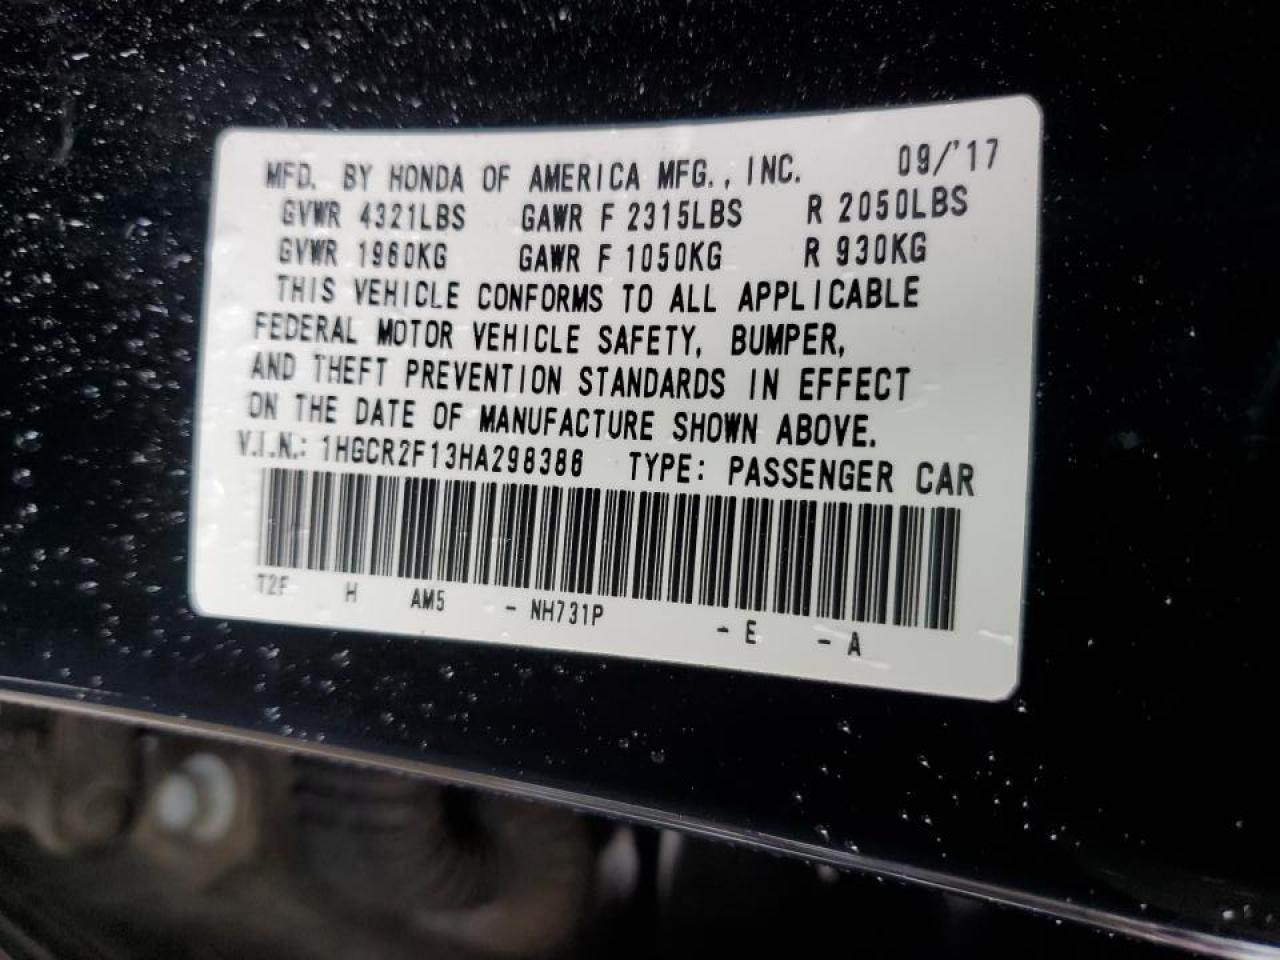 MFD. BY HONDA OF AMERICA MFG., INC. 09/'17
GVWR 4321LBS GAWR F 2315LBS R 2050LBS
GVWR 1960KG GAWR F 1050KG R 930KG
THIS VEHICLE CONFORMS TO ALL APPLICABLE
FEDERAL MOTOR VEHICLE SAFETY, BUMPER,
AND THEFT PREVENTION STANDARDS IN EFFECT
ON THE DATE OF MANUFACTURE SHOWN ABOVE.
V.I.N.: 1HGCR2F13HA298386 TYPE: PASSENGER CAR
T2F H AM5 - NH731P - E - A